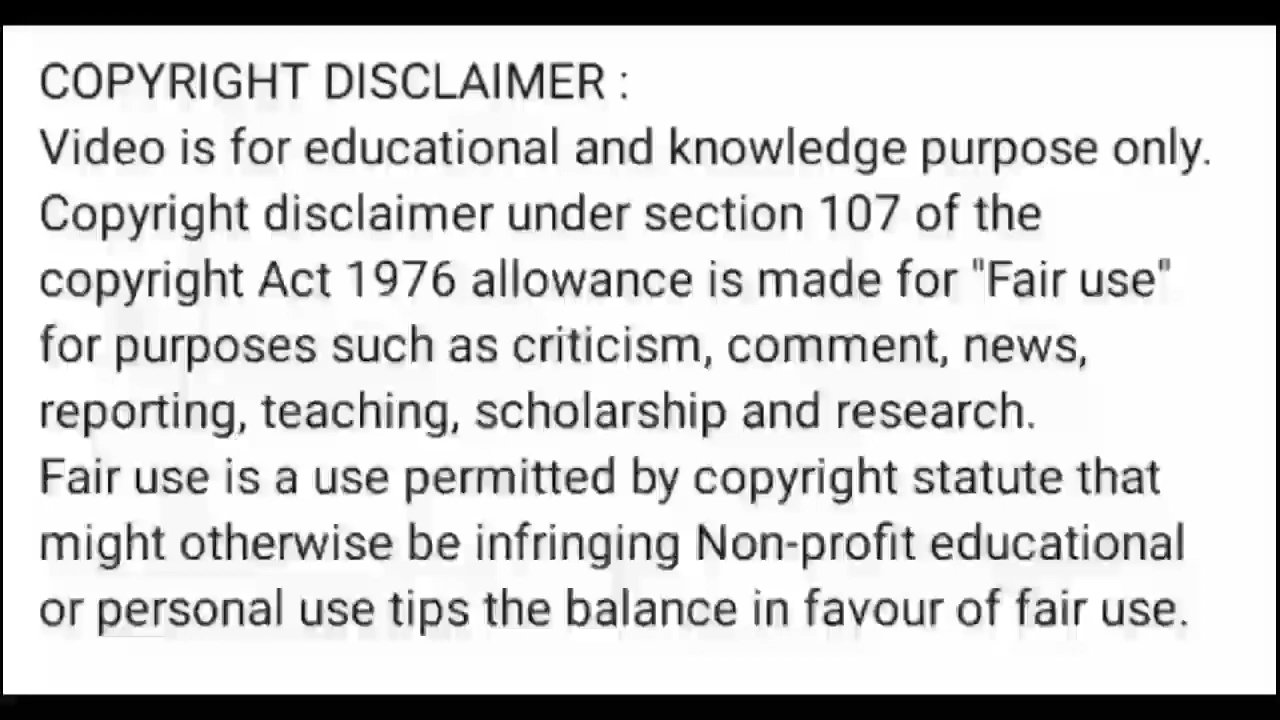 COPYRIGHT DISCLAIMER :
Video is for educational and knowledge purpose only.
Copyright disclaimer under section 107 of the
copyright Act 1976 allowance is made for "Fair use"
for purposes such as criticism, comment, news,
reporting, teaching, scholarship and research.
Fair use is a use permitted by copyright statute that
might otherwise be infringing Non-profit educational
or personal use tips the balance in favour of fair use.